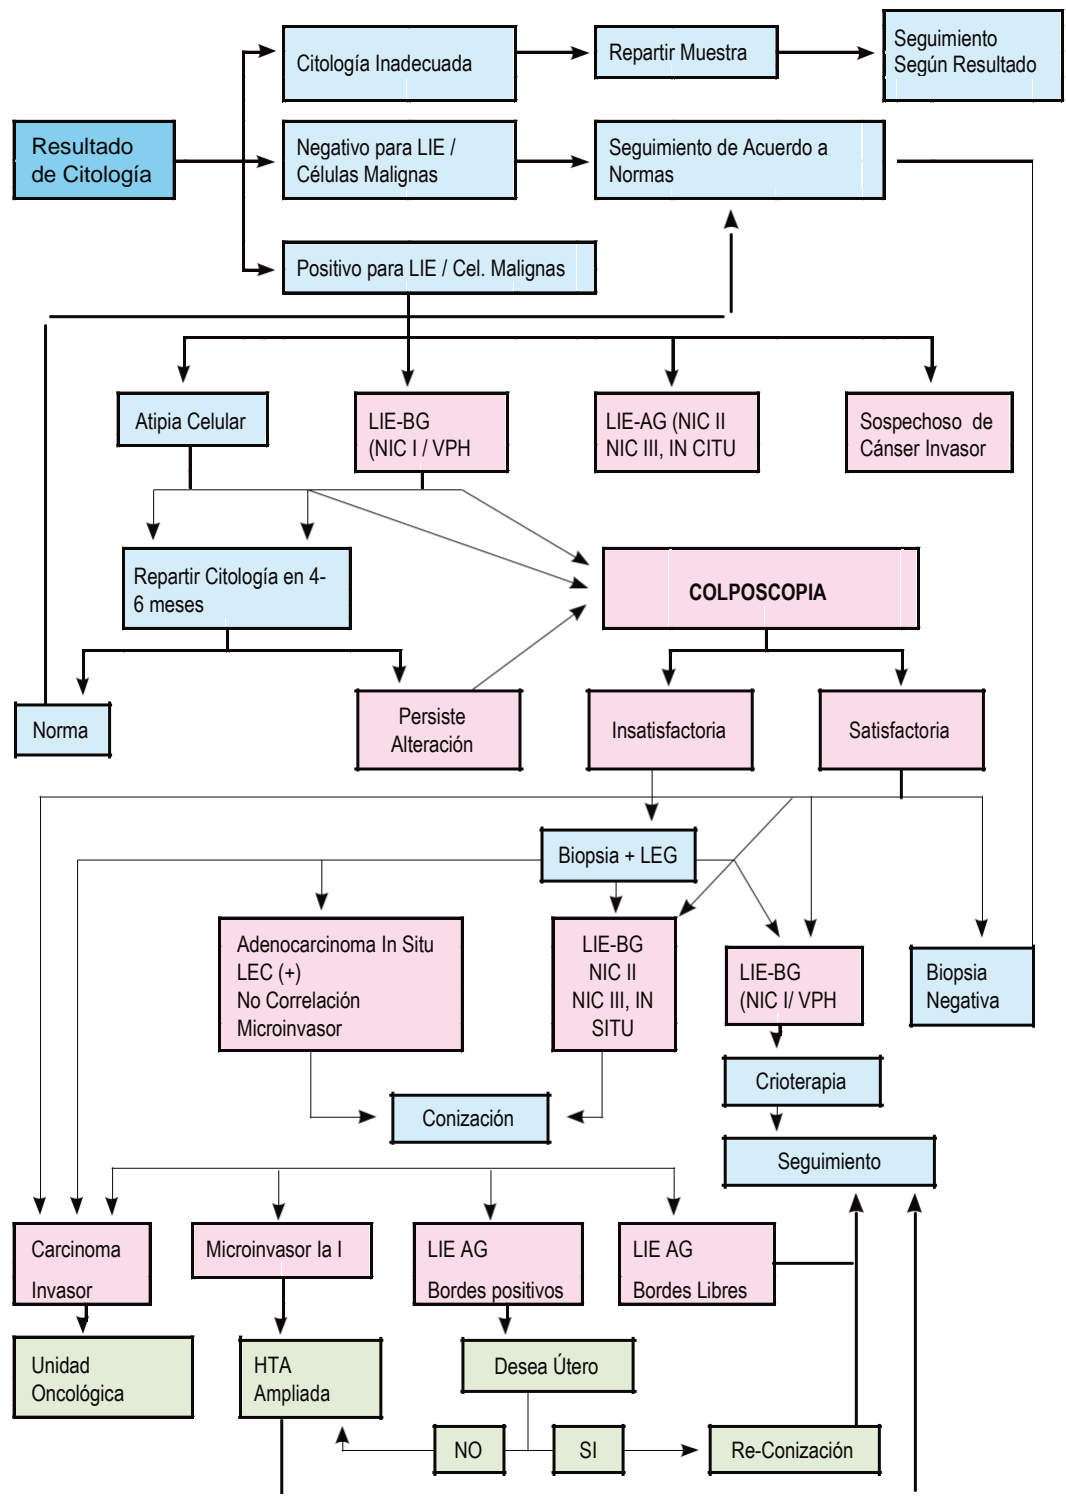 Citología Inadecuada
Repartir Muestra
Seguimiento
Según Resultado
Resultado
de Citología
Negativo para LIE /
Células Malignas
Seguimiento de Acuerdo a
Normas
Positivo para LIE / Cel. Malignas
Atipia Celular
LIE-BG
(NIC I / VPH
LIE-AG (NIC II
NIC III, IN CITU
Sospechoso de
Cánser Invasor
Repartir Citología en 4-
6 meses
COLPOSCOPIA
Norma
Persiste
Alteración
Insatisfactoria
Satisfactoria
Biopsia + LEG
Adenocarcinoma In Situ
LEC (+)
No Correlación
Microinvasor
LIE-BG
NIC II
NIC III, IN
SITU
LIE-BG
(NIC I/ VPH
Biopsia
Negativa
Crioterapia
Conización
Seguimiento
Carcinoma
Invasor
Microinvasor Ia I
LIE AG
Bordes positivos
LIE AG
Bordes Libres
Unidad
Oncológica
HTA
Ampliada
Desea Útero
NO
SI
Re-Conización